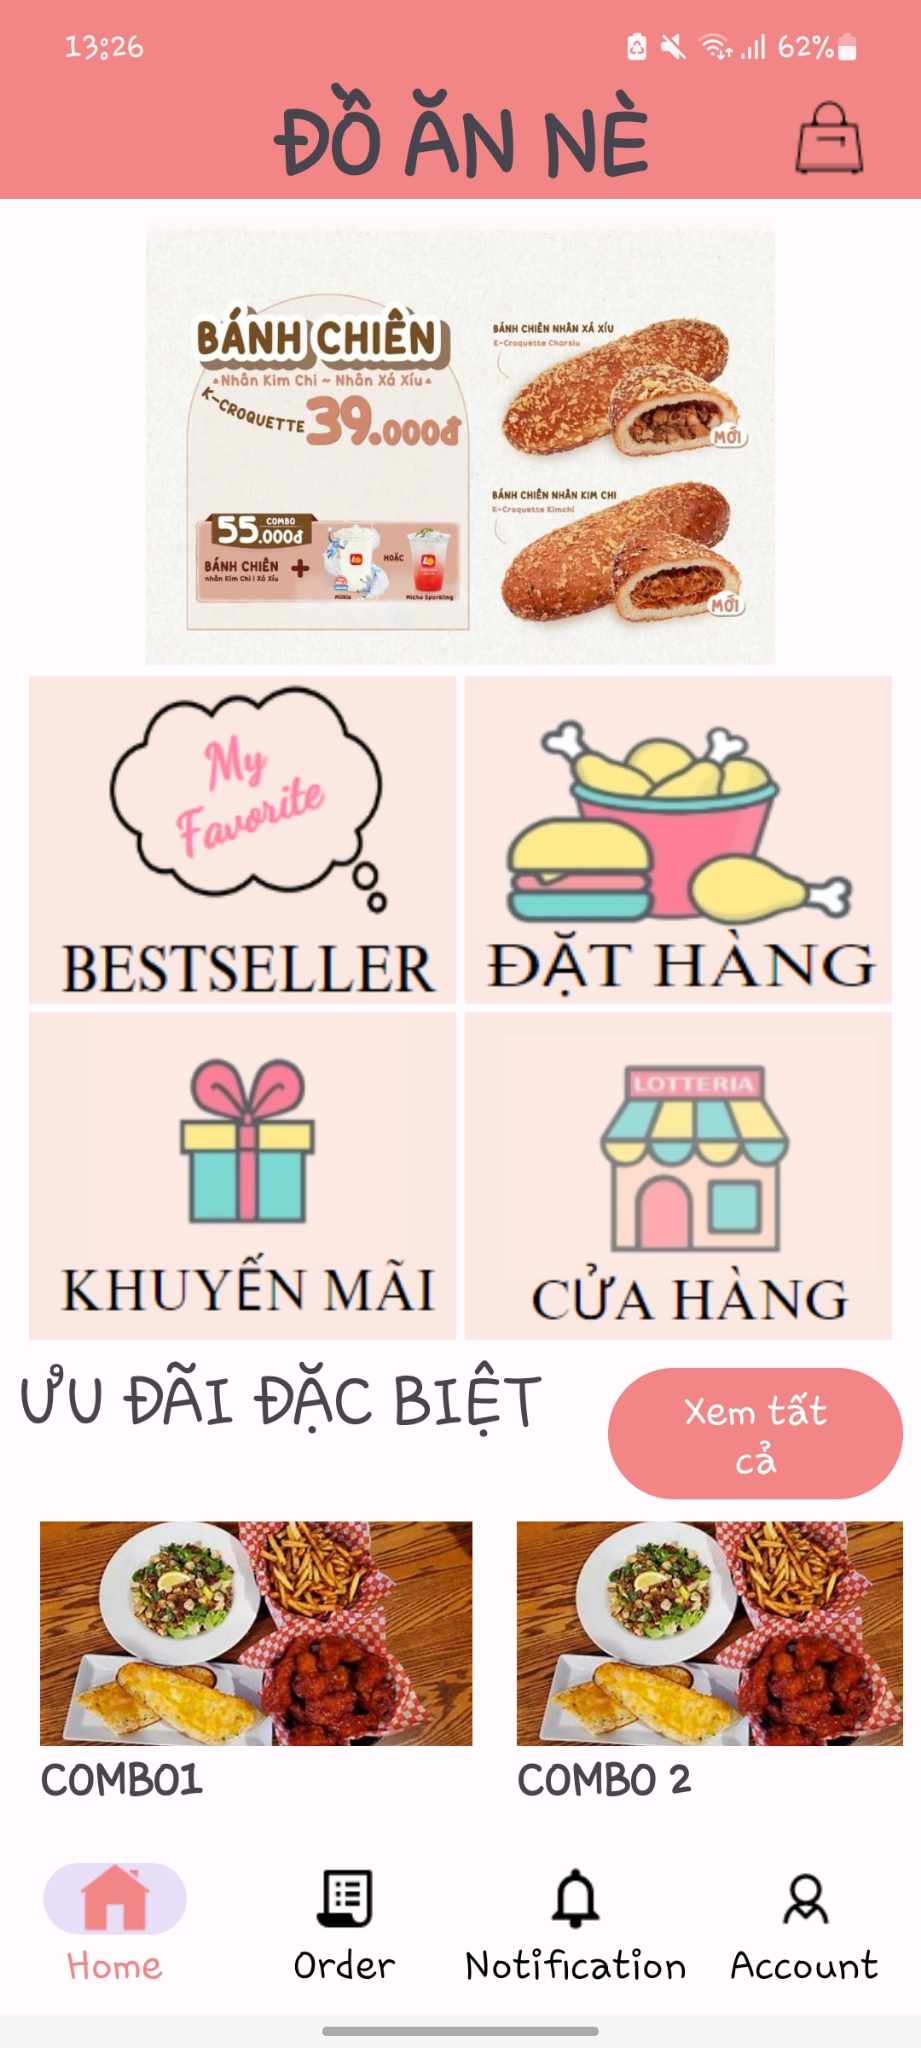 13:26
62%
ĐỒ ĂN NÈ
BÁNH CHIÊN
Nhân Kim Chi ~ Nhân Xá Xíu
K-CROQUETTE
39.000đ
55.000đ
COMBO
BÁNH CHIÊN
nhân Kim Chi | Xá Xíu
+
HOẶC
Milkis
Micha Sparkling
BÁNH CHIÊN NHÂN XÁ XÍU
K-Croquette Charsiu
MỚI
BÁNH CHIÊN NHÂN KIM CHI
K-Croquette Kimchi
MỚI
My
Favorite
BESTSELLER
ĐẶT HÀNG
KHUYẾN MÃI
LOTTERIA
CỬA HÀNG
ƯU ĐÃI ĐẶC BIỆT
Xem tất
cả
COMBO1
COMBO 2
Home
Order
Notification
Account